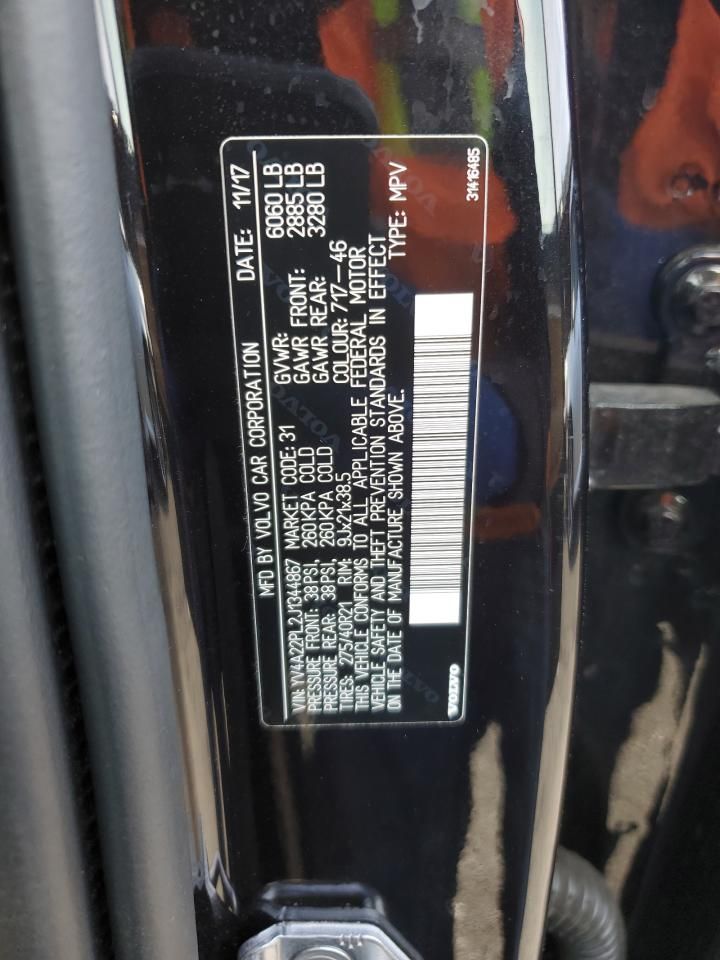 MFD BY VOLVO CAR CORPORATION DATE: 11/17
VIN: YV4A22PL2J1344867 MARKET CODE: 31 GVWR: 6060 LB
PRESSURE FRONT: 38PSI, 260KPA COLD GAWR FRONT: 2885 LB
PRESSURE REAR: 38PSI, 260KPA COLD GAWR REAR: 3280 LB
TIRES: 275/40R21 RIM: 9Jx21x38.5 COLOUR: 717-46
THIS VEHICLE CONFORMS TO ALL APPLICABLE FEDERAL MOTOR
VEHICLE SAFETY AND THEFT PREVENTION STANDARDS IN EFFECT
ON THE DATE OF MANUFACTURE SHOWN ABOVE. TYPE: MPV
VOLVO 31416485